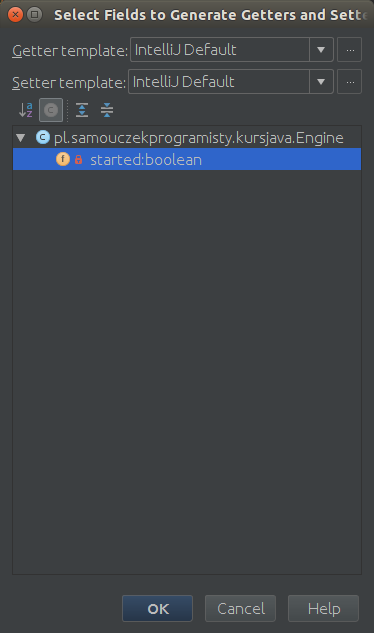 Select Fields to Generate Getters and Sette
Getter template: IntelliJ Default ...
Setter template: IntelliJ Default ...
a z C
C pl.samouczekprogramisty.kursjava.Engine
f started:boolean
OK Cancel Help